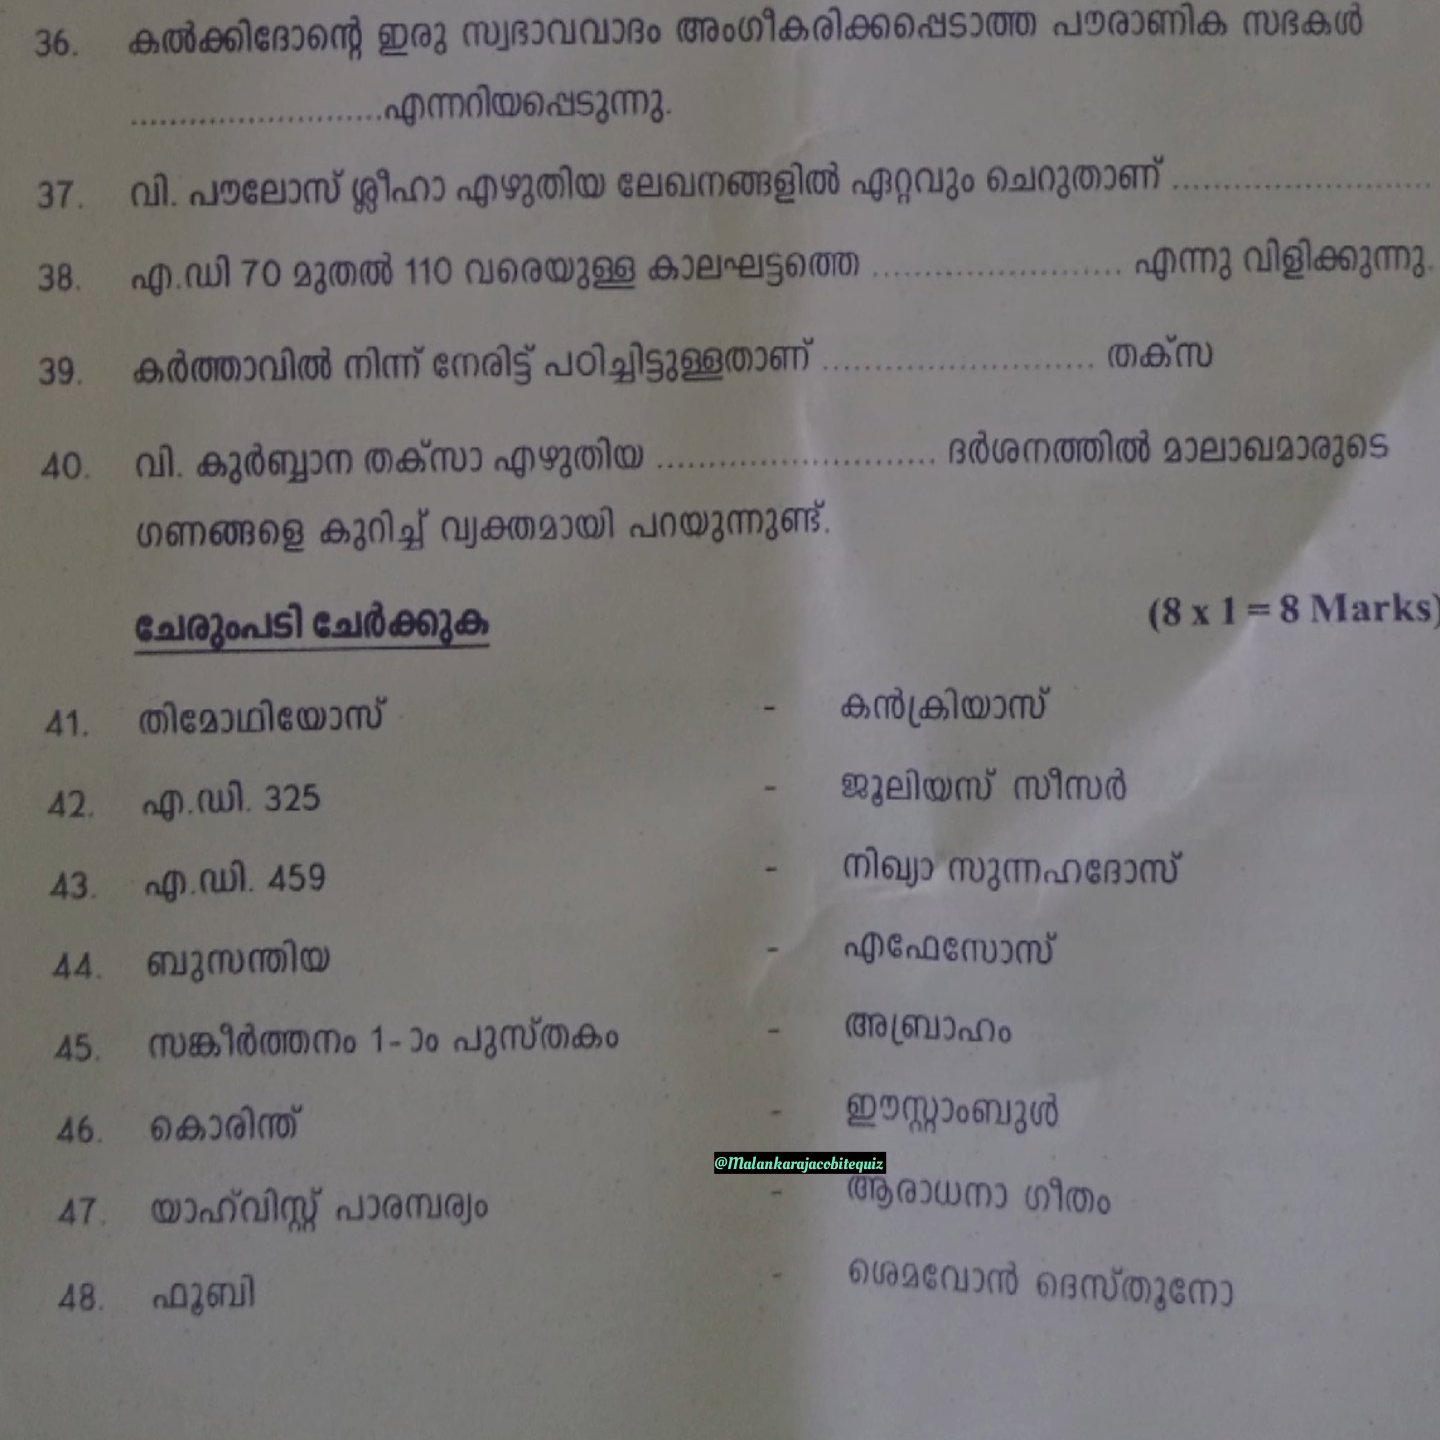 36. കൽക്കിദോന്റെ ഇരു സ്വഭാവവാദം അംഗീകരിക്കപ്പെടാത്ത പൗരാണിക സഭകൾ
..........................എന്നറിയപ്പെടുന്നു.
37. വി. പൗലോസ് ശ്ലീഹാ എഴുതിയ ലേഖനങ്ങളിൽ ഏറ്റവും ചെറുതാണ് ..........................
38. എ.ഡി 70 മുതൽ 110 വരെയുള്ള കാലഘട്ടത്തെ ........................ എന്നു വിളിക്കുന്നു.
39. കർത്താവിൽ നിന്ന് നേരിട്ട് പഠിച്ചിട്ടുള്ളതാണ് .......................... തക്സ
40. വി. കുർബ്ബാന തക്സാ എഴുതിയ ........................... ദർശനത്തിൽ മാലാഖമാരുടെ
ഗണങ്ങളെ കുറിച്ച് വ്യക്തമായി പറയുന്നുണ്ട്.
ചേരുംപടി ചേർക്കുക (8 x 1 = 8 Marks)
41. തിമോഥിയോസ് - കൻക്രിയാസ്
42. എ.ഡി. 325 - ജൂലിയസ് സീസർ
43. എ.ഡി. 459 - നിഖ്യാ സുന്നഹദോസ്
44. ബുസന്തിയ - എഫേസോസ്
45. സങ്കീർത്തനം 1-ാം പുസ്തകം - അബ്രാഹം
46. കൊരിന്ത് - ഈസ്റ്റാംബുൾ
@Malankarajacobitequiz
47. യാഹ്‌വിസ്റ്റ് പാരമ്പര്യം - ആരാധനാ ഗീതം
48. ഫൂബി - ശെമവോൻ ദെസ്തൂനോ